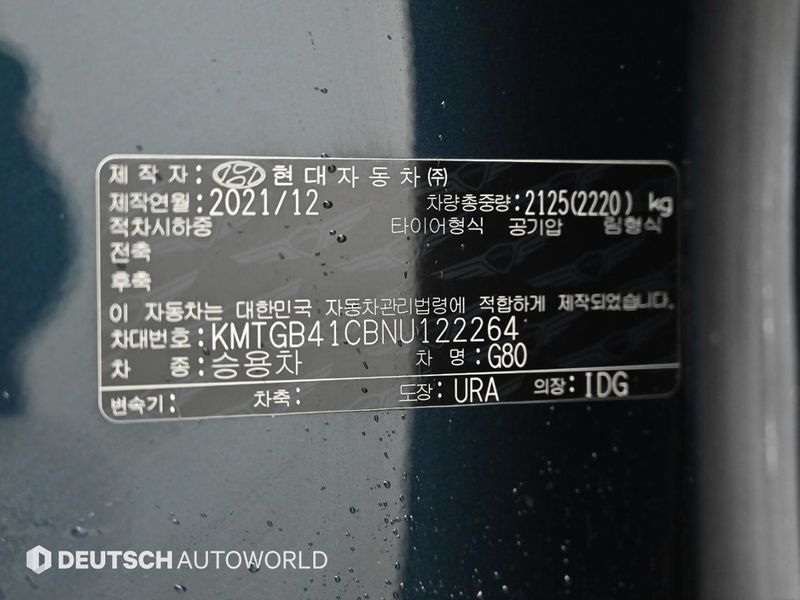 제 작 자 : 현대자동차㈜
제작연월 : 2021/12 차량총중량 : 2125(2220) kg
적차시하중 타이어형식 공기압 림형식
전축
후축
이 자동차는 대한민국 자동차관리법령에 적합하게 제작되었습니다.
차대번호 : KMTGB41CBNU122264
차 종 : 승용차 차 명 : G80
변속기 : 차축 : 도장 : URA 의장 : IDG
DEUTSCH AUTOWORLD